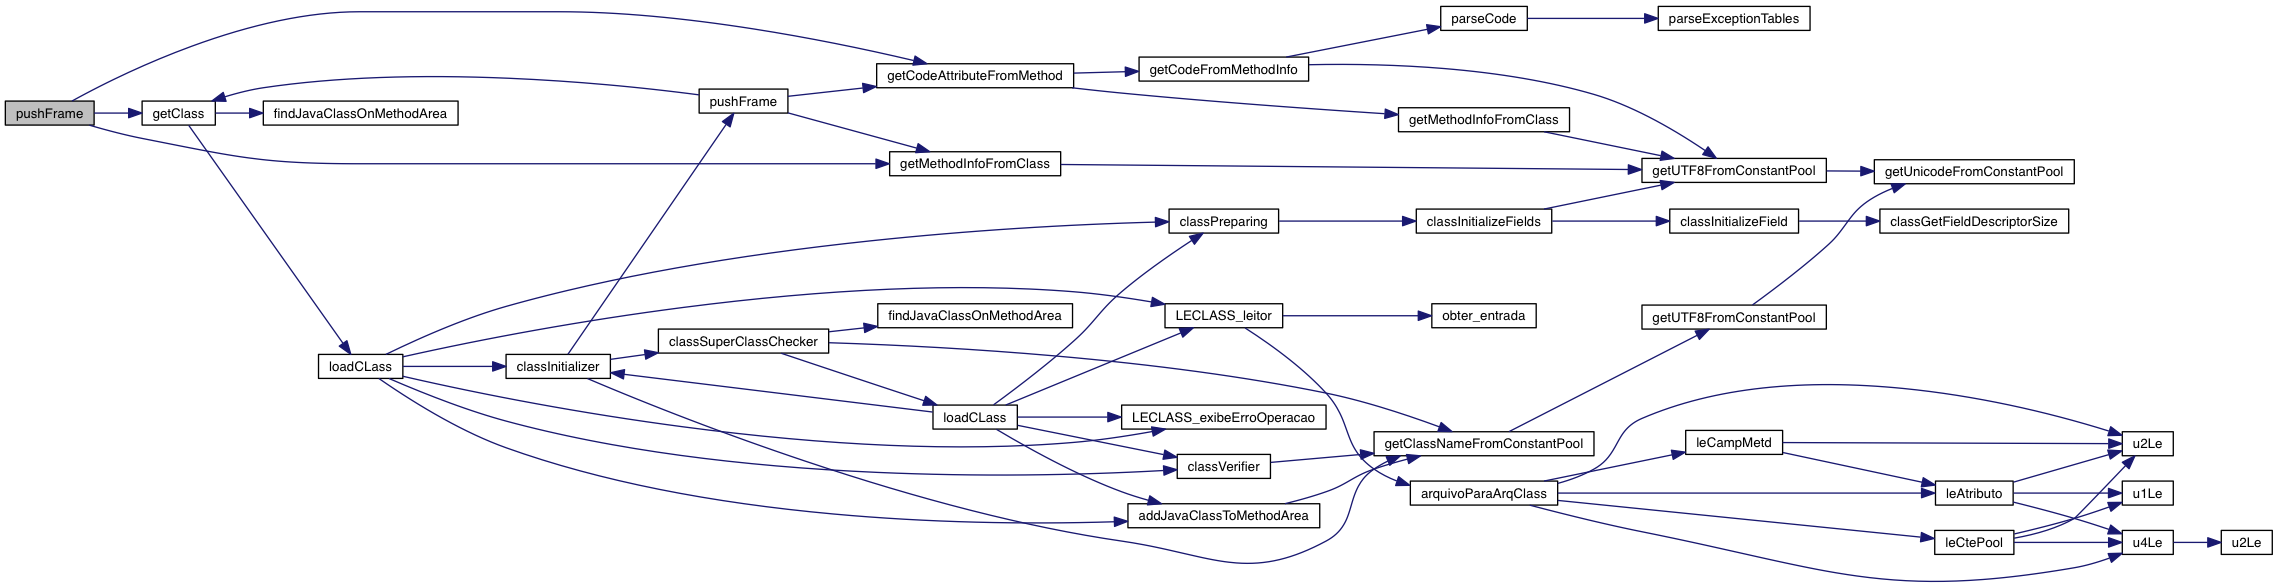 parseCode
parseExceptionTables
getCodeFromMethodInfo
getCodeAttributeFromMethod
pushFrame
pushFrame
getClass
findJavaClassOnMethodArea
getMethodInfoFromClass
getMethodInfoFromClass
getUTF8FromConstantPool
getUnicodeFromConstantPool
classPreparing
classInitializeFields
classInitializeField
classGetFieldDescriptorSize
findJavaClassOnMethodArea
LECLASS_leitor
obter_entrada
getUTF8FromConstantPool
classSuperClassChecker
loadCLass
classInitializer
loadCLass
LECLASS_exibeErroOperacao
getClassNameFromConstantPool
leCampMetd
u2Le
classVerifier
arquivoParaArqClass
leAtributo
u1Le
addJavaClassToMethodArea
leCtePool
u4Le
u2Le